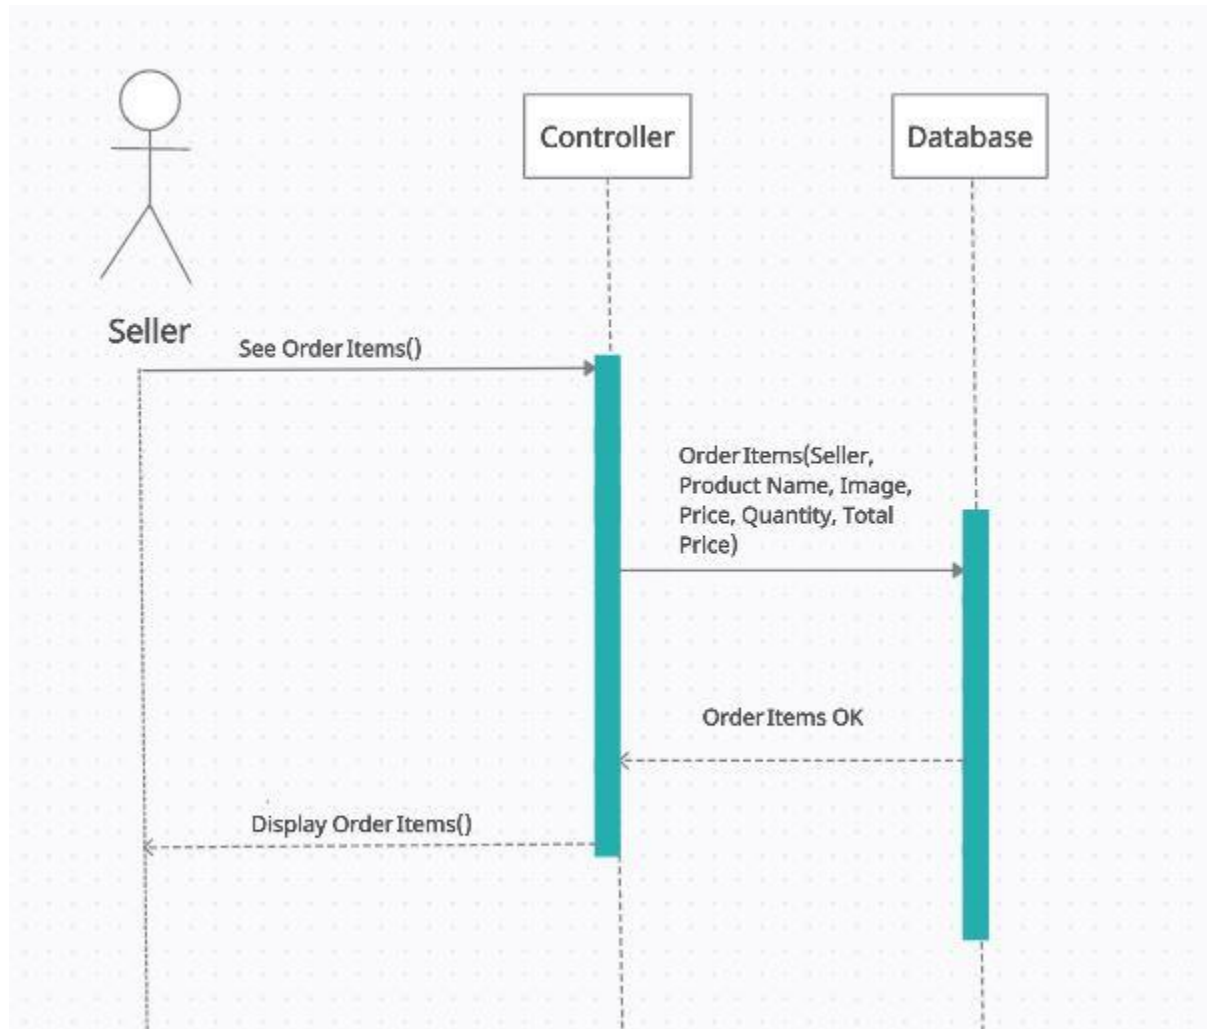 Controller
Database
Seller
See Order Items()
Order Items(Seller,
Product Name, Image,
Price, Quantity, Total
Price)
Order Items OK
Display Order Items()